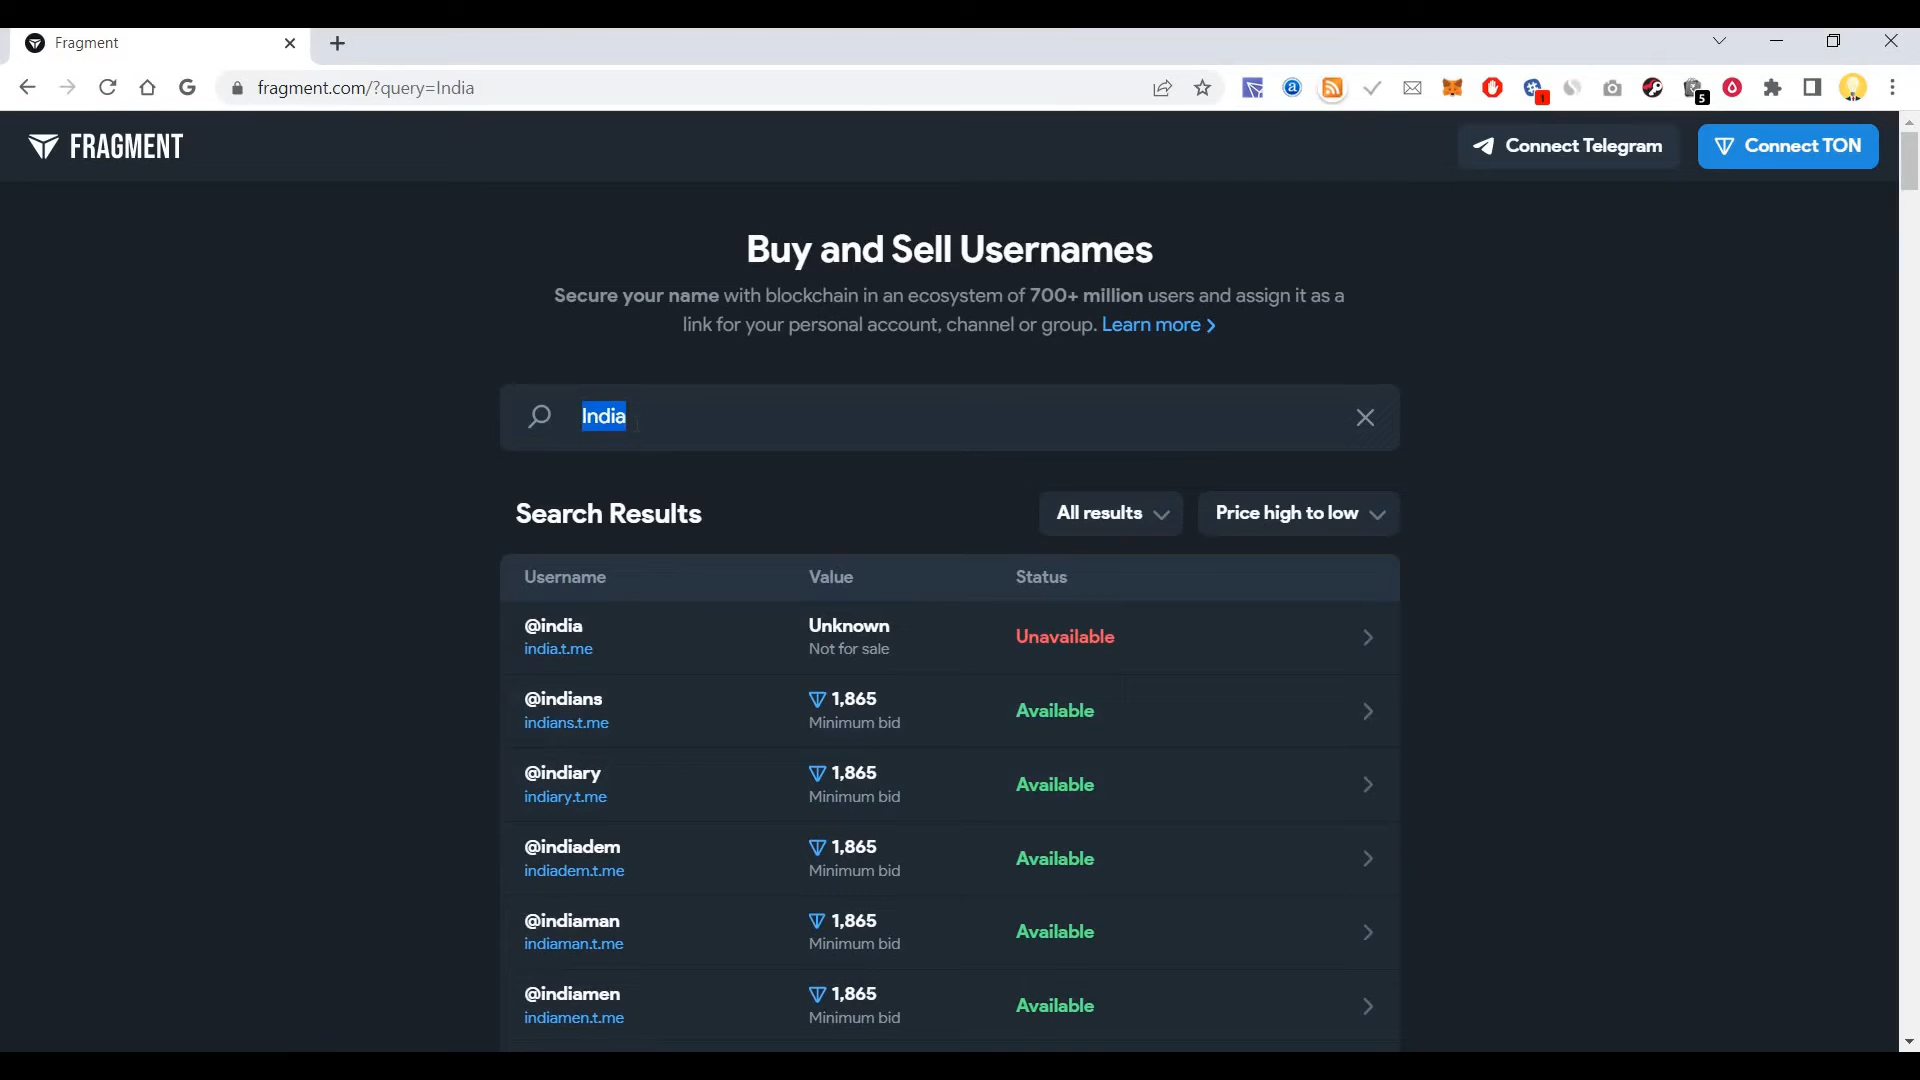 Fragment
fragment.com/?query=India
1
5
FRAGMENT
Connect Telegram
Connect TON
Buy and Sell Usernames
Secure your name with blockchain in an ecosystem of 700+ million users and assign it as a
link for your personal account, channel or group. Learn more
India
Search Results
All results
Price high to low
Username Value Status
@india Unknown Unavailable
india.t.me Not for sale
@indians 1,865 Available
indians.t.me Minimum bid
@indiary 1,865 Available
indiary.t.me Minimum bid
@indiadem 1,865 Available
indiadem.t.me Minimum bid
@indiaman 1,865 Available
indiaman.t.me Minimum bid
@indiamen 1,865 Available
indiamen.t.me Minimum bid